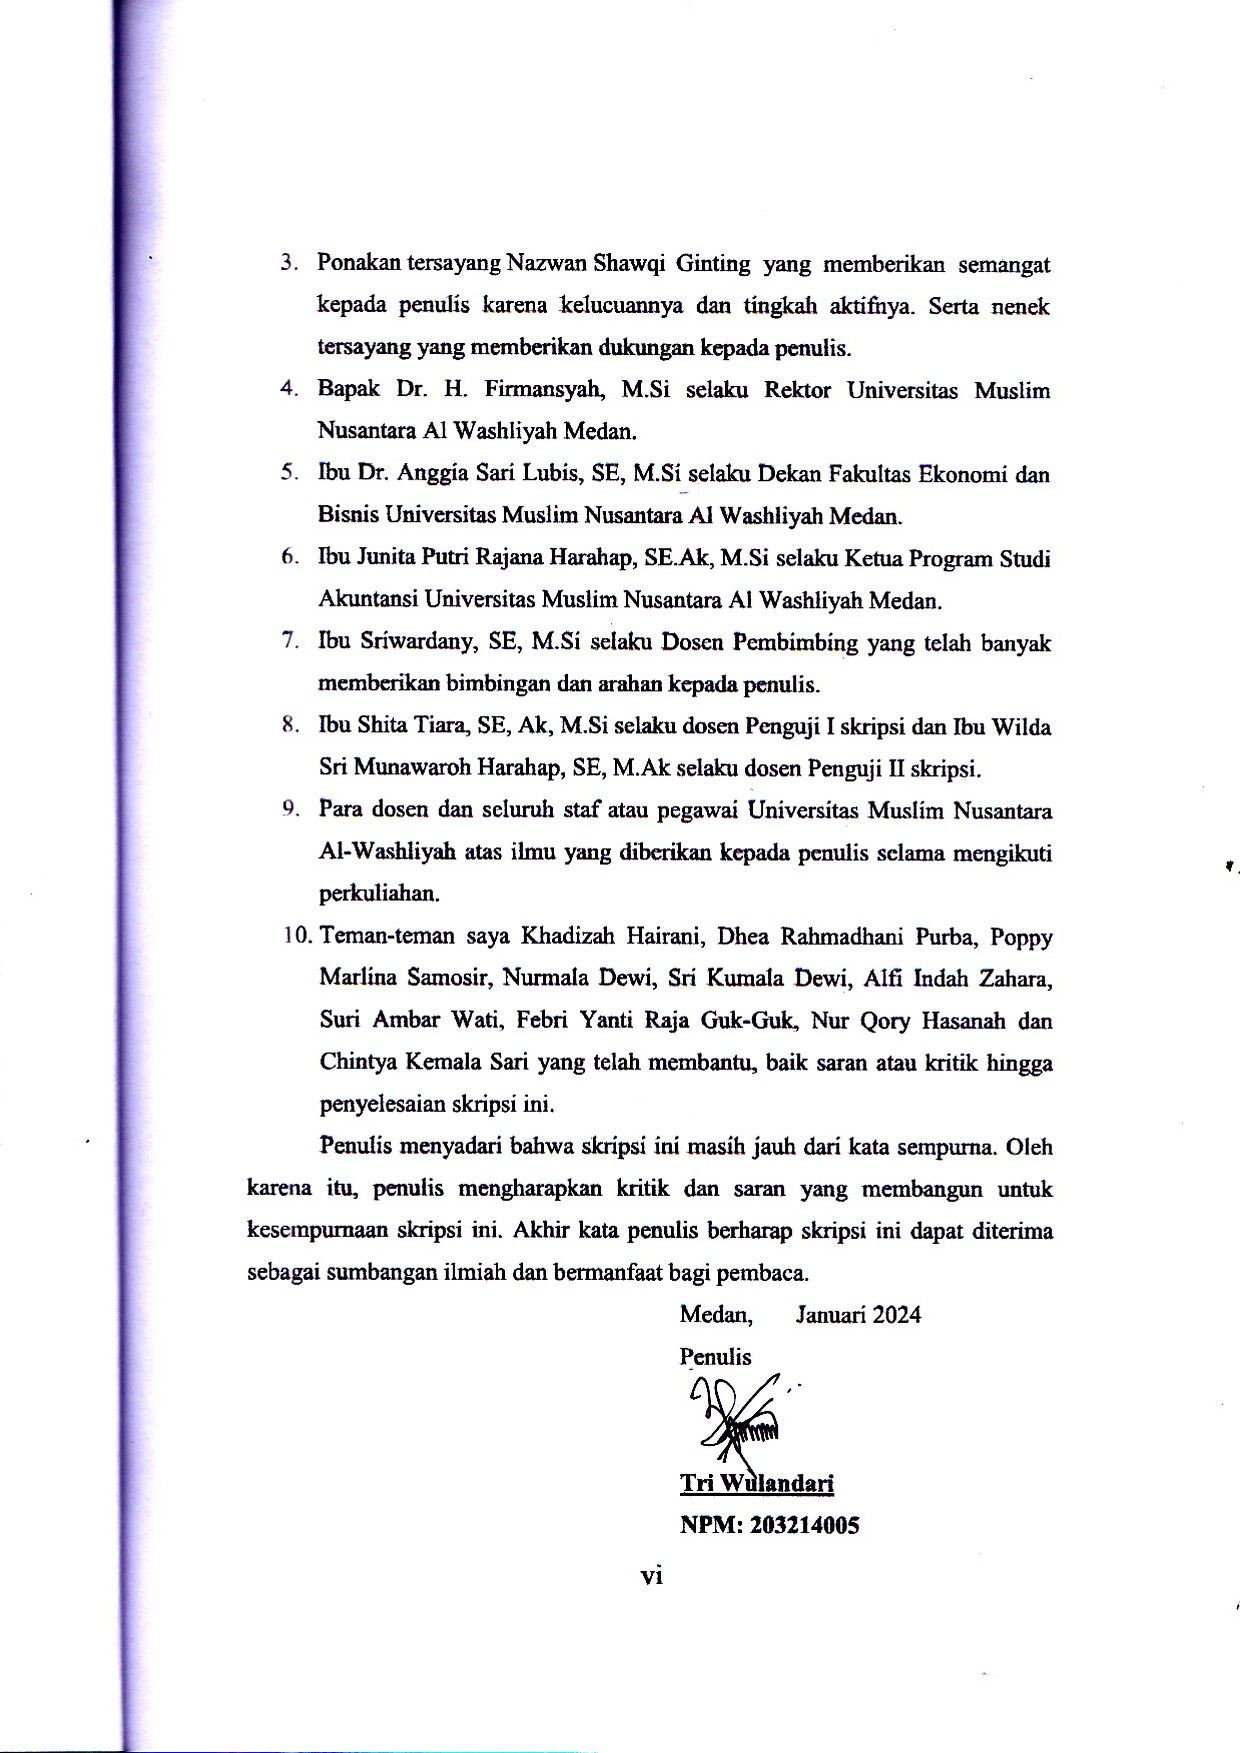 3. Ponakan tersayang Nazwan Shawqi Ginting yang memberikan semangat
kepada penulis karena kelucuannya dan tingkah aktifnya. Serta nenek
tersayang yang memberikan dukungan kepada penulis.
4. Bapak Dr. H. Firmansyah, M.Si selaku Rektor Universitas Muslim
Nusantara Al Washliyah Medan.
5. Ibu Dr. Anggia Sari Lubis, SE, M.Si selaku Dekan Fakultas Ekonomi dan
Bisnis Universitas Muslim Nusantara Al Washliyah Medan.
6. Ibu Junita Putri Rajana Harahap, SE.Ak, M.Si selaku Ketua Program Studi
Akuntansi Universitas Muslim Nusantara Al Washliyah Medan.
7. Ibu Sriwardany, SE, M.Si selaku Dosen Pembimbing yang telah banyak
memberikan bimbingan dan arahan kepada penulis.
8. Ibu Shita Tiara, SE, Ak, M.Si selaku dosen Penguji I skripsi dan Ibu Wilda
Sri Munawaroh Harahap, SE, M.Ak selaku dosen Penguji II skripsi.
9. Para dosen dan seluruh staf atau pegawai Universitas Muslim Nusantara
Al-Washliyah atas ilmu yang diberikan kepada penulis selama mengikuti
perkuliahan.
10. Teman-teman saya Khadizah Hairani, Dhea Rahmadhani Purba, Poppy
Marlina Samosir, Nurmala Dewi, Sri Kumala Dewi, Alfi Indah Zahara,
Suri Ambar Wati, Febri Yanti Raja Guk-Guk, Nur Qory Hasanah dan
Chintya Kemala Sari yang telah membantu, baik saran atau kritik hingga
penyelesaian skripsi ini.
Penulis menyadari bahwa skripsi ini masih jauh dari kata sempurna. Oleh
karena itu, penulis mengharapkan kritik dan saran yang membangun untuk
kesempurnaan skripsi ini. Akhir kata penulis berharap skripsi ini dapat diterima
sebagai sumbangan ilmiah dan bermanfaat bagi pembaca.
Medan, Januari 2024
Penulis
Tri Wulandari
NPM: 203214005
vi